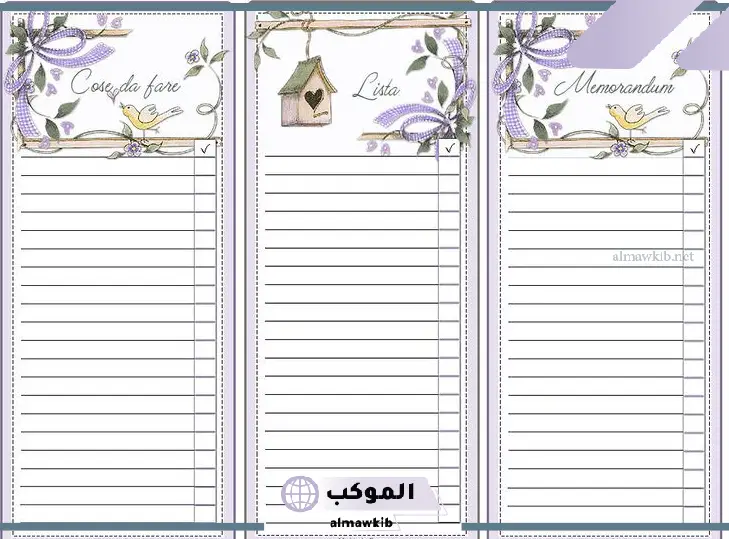 Cose da fare
Lista
Memorandum
almawkib.net
الموكب
almawkib